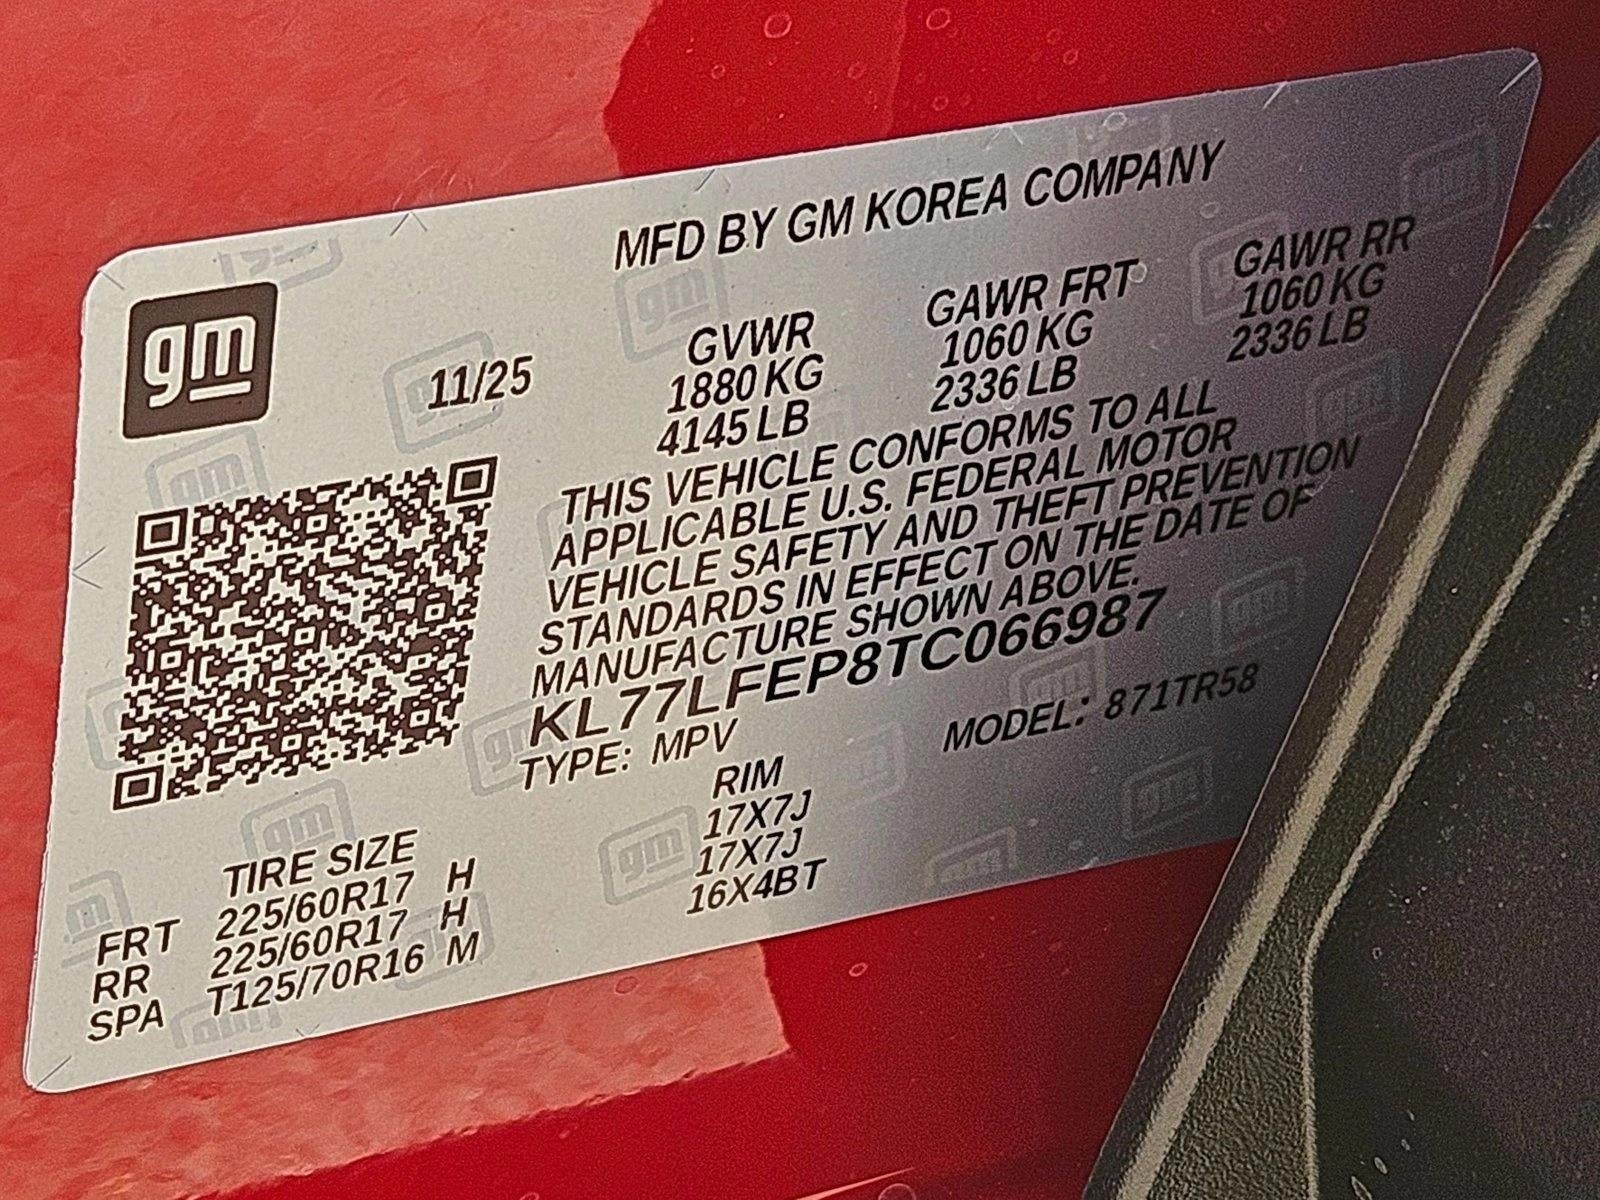 MFD BY GM KOREA COMPANY
gm
11/25
GVWR GAWR FRT GAWR RR
1880 KG 1060 KG 1060 KG
4145 LB 2336 LB 2336 LB
THIS VEHICLE CONFORMS TO ALL
APPLICABLE U.S. FEDERAL MOTOR
VEHICLE SAFETY AND THEFT PREVENTION
STANDARDS IN EFFECT ON THE DATE OF
MANUFACTURE SHOWN ABOVE.
KL77LFEP8TC066987
TYPE: MPV MODEL: 871TR58
TIRE SIZE RIM
FRT 225/60R17 H 17X7J
RR 225/60R17 H 17X7J
SPA T125/70R16 M 16X4BT